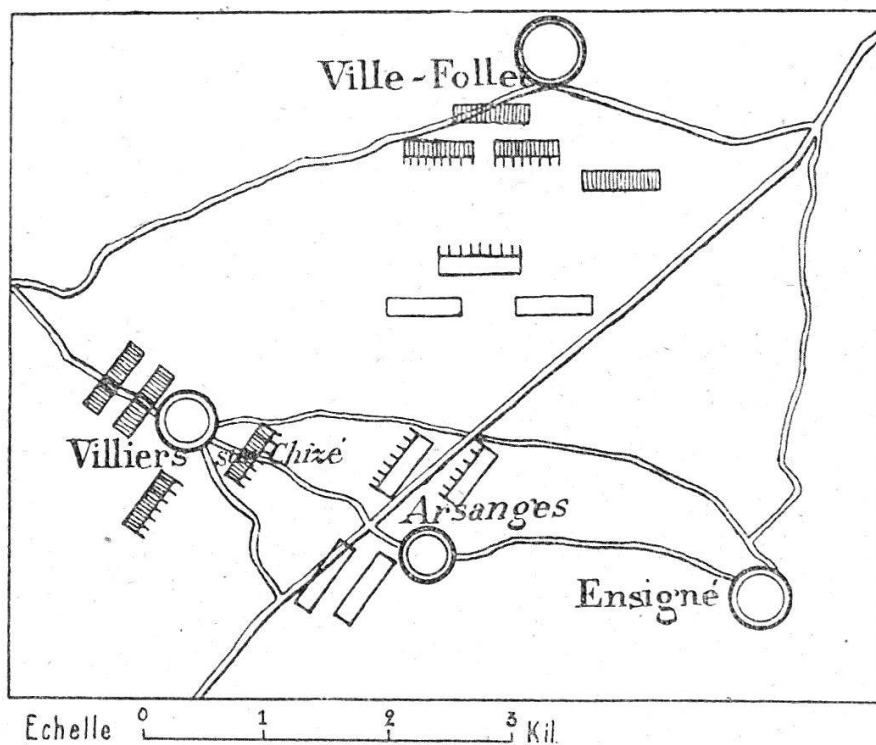 Ville-Follet
Villiers sur Chizé
Arsanges
Ensigné
Echelle 0 1 2 3 Kil.